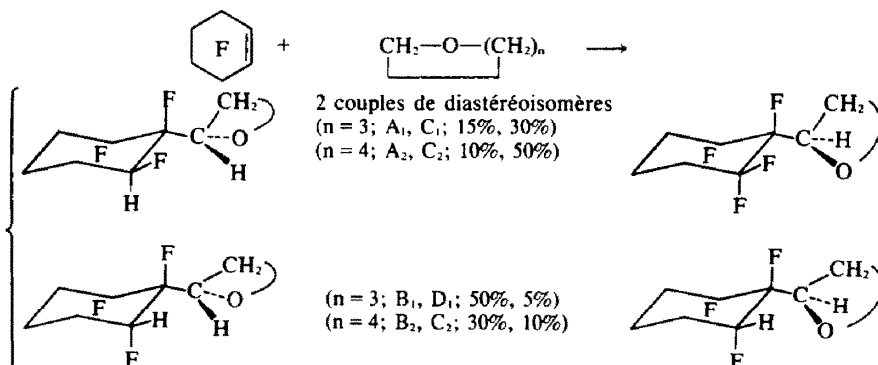 F + CH₂—O—(CH₂)ₙ ⟶
2 couples de diastéréoisomères
(n = 3; A₁, C₁; 15%, 30%)
(n = 4; A₂, C₂; 10%, 50%)
F CH₂ C O F F H H
F CH₂ C H F F O F
(n = 3; B₁, D₁; 50%, 5%)
(n = 4; B₂, C₂; 30%, 10%)
F CH₂ C O F H H F
F CH₂ C H F H O F